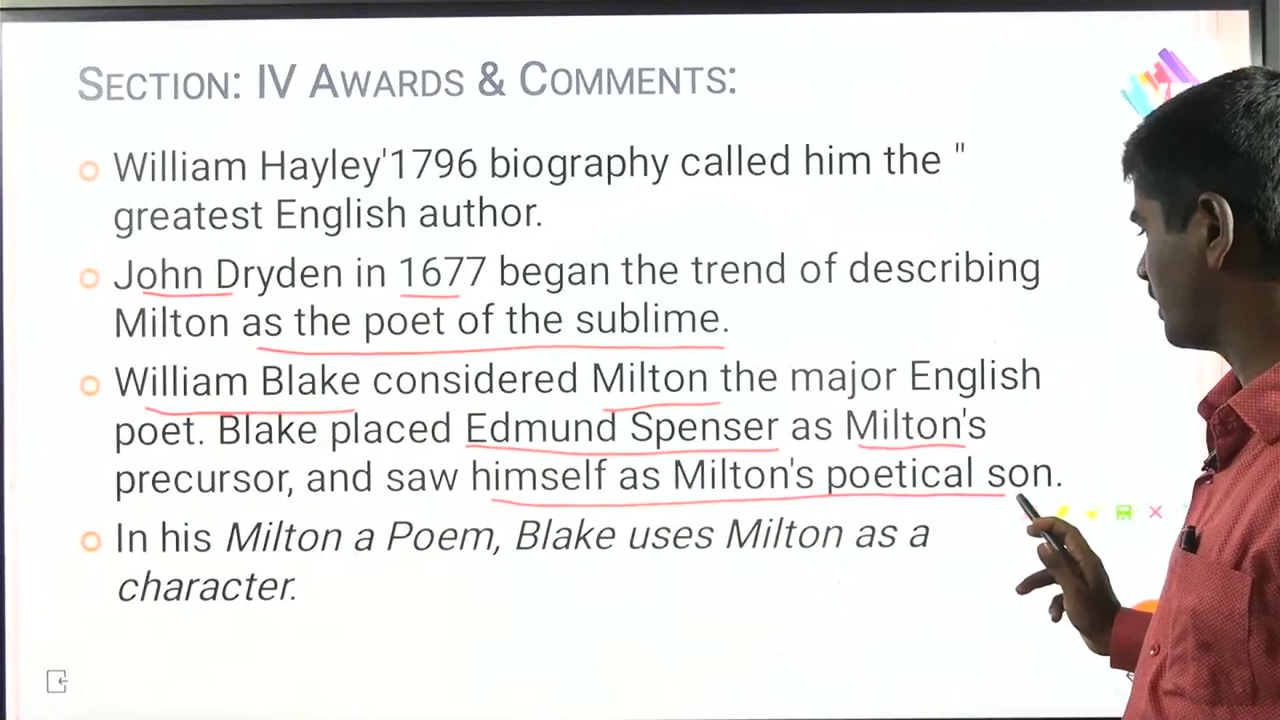 SECTION: IV AWARDS & COMMENTS:
William Hayley'1796 biography called him the "
greatest English author.
John Dryden in 1677 began the trend of describing
Milton as the poet of the sublime.
William Blake considered Milton the major English
poet. Blake placed Edmund Spenser as Milton's
precursor, and saw himself as Milton's poetical son.
In his Milton a Poem, Blake uses Milton as a
character.